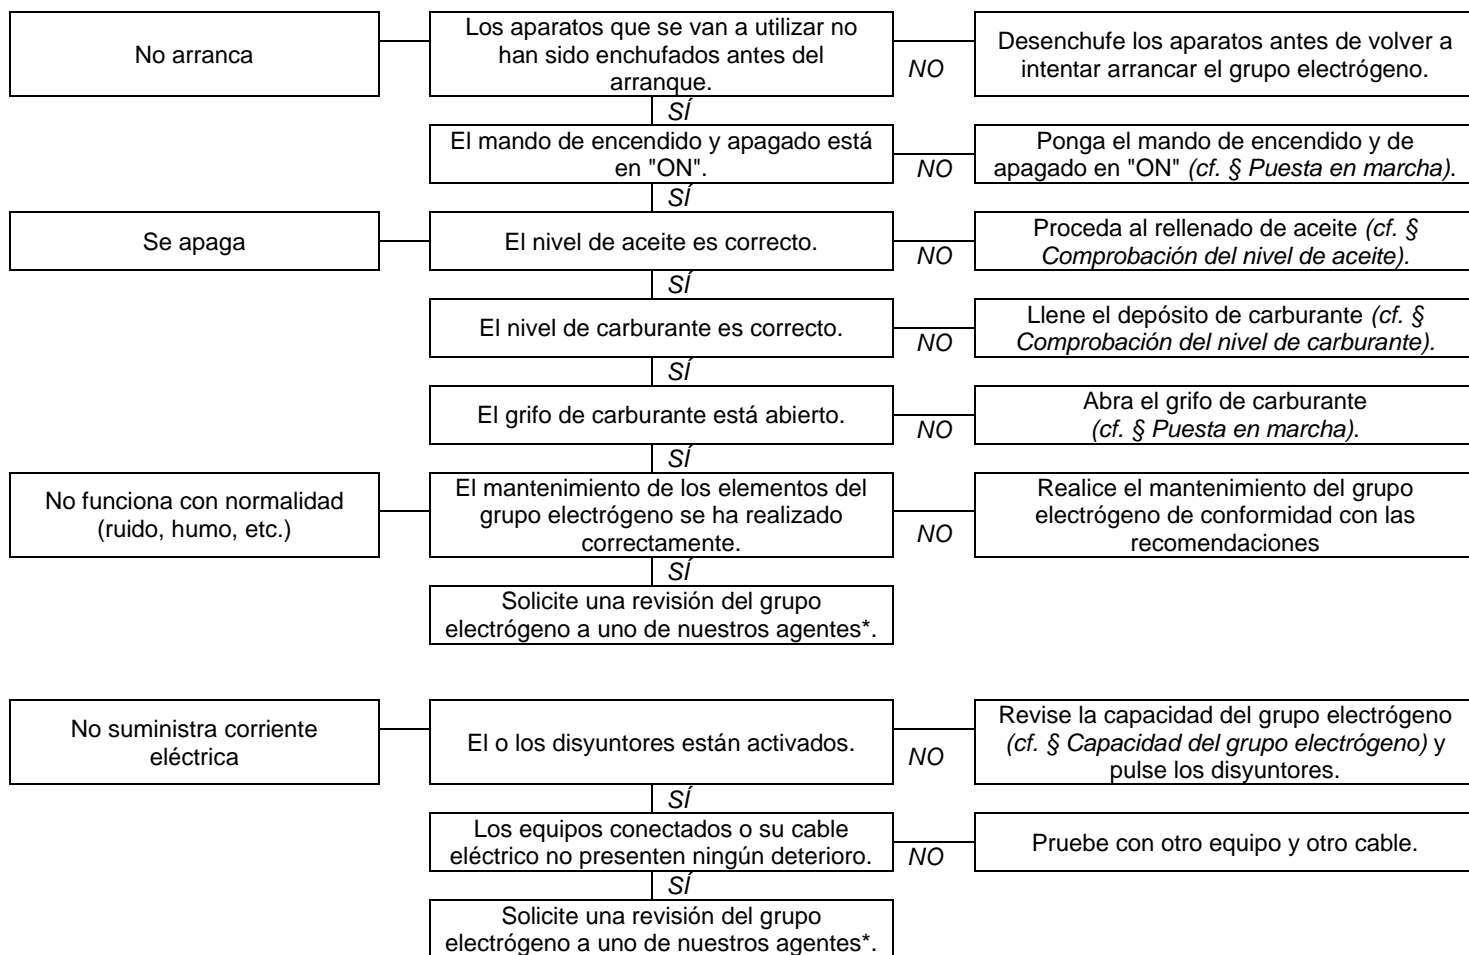 No arranca
Los aparatos que se van a utilizar no
han sido enchufados antes del
arranque.
NO
Desenchufe los aparatos antes de volver a
intentar arrancar el grupo electrógeno.
SÍ
El mando de encendido y apagado está
en "ON".
NO
Ponga el mando de encendido y de
apagado en "ON" (cf. § Puesta en marcha).
SÍ
Se apaga
El nivel de aceite es correcto.
NO
Proceda al rellenado de aceite (cf. §
Comprobación del nivel de aceite).
SÍ
El nivel de carburante es correcto.
NO
Llene el depósito de carburante (cf. §
Comprobación del nivel de carburante).
SÍ
El grifo de carburante está abierto.
NO
Abra el grifo de carburante
(cf. § Puesta en marcha).
SÍ
No funciona con normalidad
(ruido, humo, etc.)
El mantenimiento de los elementos del
grupo electrógeno se ha realizado
correctamente.
NO
Realice el mantenimiento del grupo
electrógeno de conformidad con las
recomendaciones
SÍ
Solicite una revisión del grupo
electrógeno a uno de nuestros agentes*.
No suministra corriente
eléctrica
El o los disyuntores están activados.
NO
Revise la capacidad del grupo electrógeno
(cf. § Capacidad del grupo electrógeno) y
pulse los disyuntores.
SÍ
Los equipos conectados o su cable
eléctrico no presenten ningún deterioro.
NO
Pruebe con otro equipo y otro cable.
SÍ
Solicite una revisión del grupo
electrógeno a uno de nuestros agentes*.